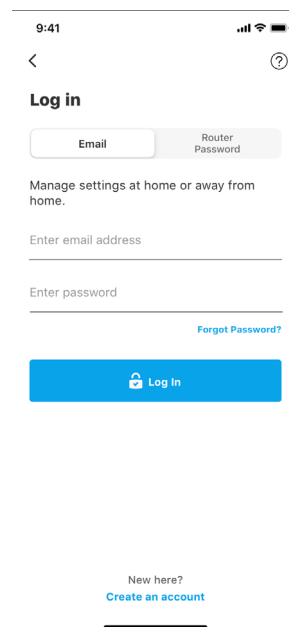 9:41
?
Log in
Email
Router
Password
Manage settings at home or away from
home.
Enter email address
Enter password
Forgot Password?
Log In
New here?
Create an account